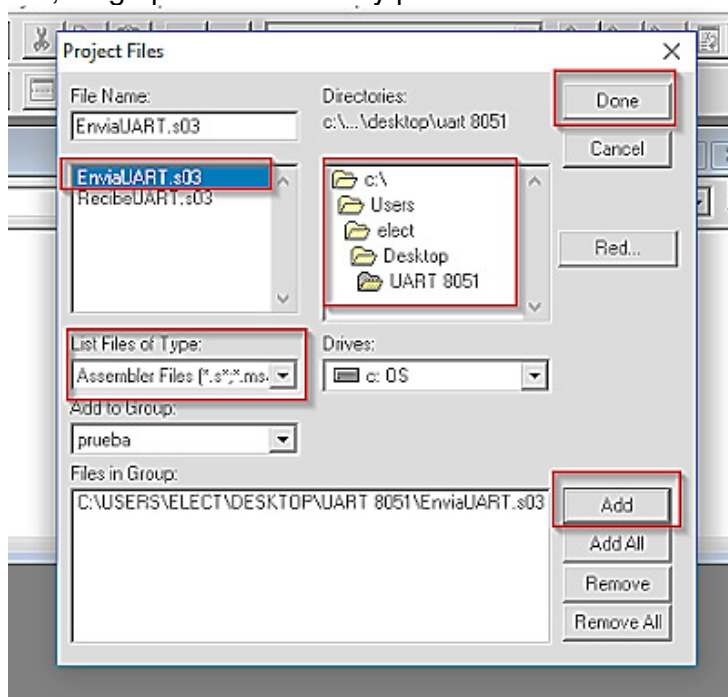 Project Files
File Name:
EnviaUART.s03
EnviaUART.s03
RecibeUART.s03
Directories:
c:\...\desktop\uart 8051
c:\
Users
elect
Desktop
UART 8051
Done
Cancel
Red...
List Files of Type:
Assembler Files (*.s*;*.ms
Drives:
c: OS
Add to Group:
prueba
Files in Group:
C:\USERS\ELECT\DESKTOP\UART 8051\EnviaUART.s03
Add
Add All
Remove
Remove All